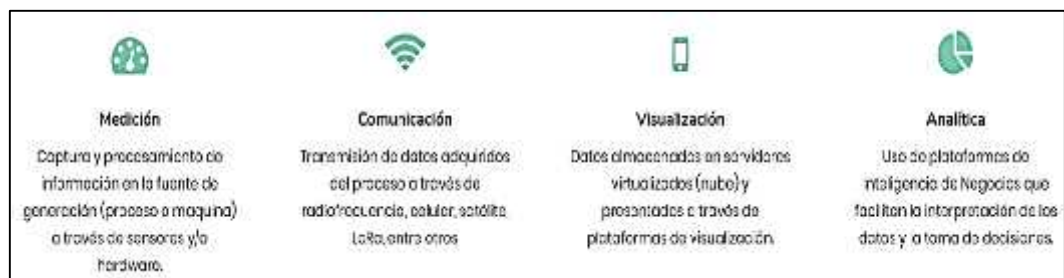 Medición
Captura y procesamiento de
información en la fuente de
generación (proceso o maquina)
a través de sensores y/o
hardware.
Comunicación
Transmisión de datos adquiridos
del proceso a través de
radiofrecuencia, celular, satélite
LoRa, entre otros
Visualización
Datos almacenados en servidores
virtualizados (nube) y
presentados a través de
plataformas de visualización.
Analítica
Uso de plataformas de
inteligencia de Negocios que
facilitan la interpretación de los
datos y la toma de decisiones.